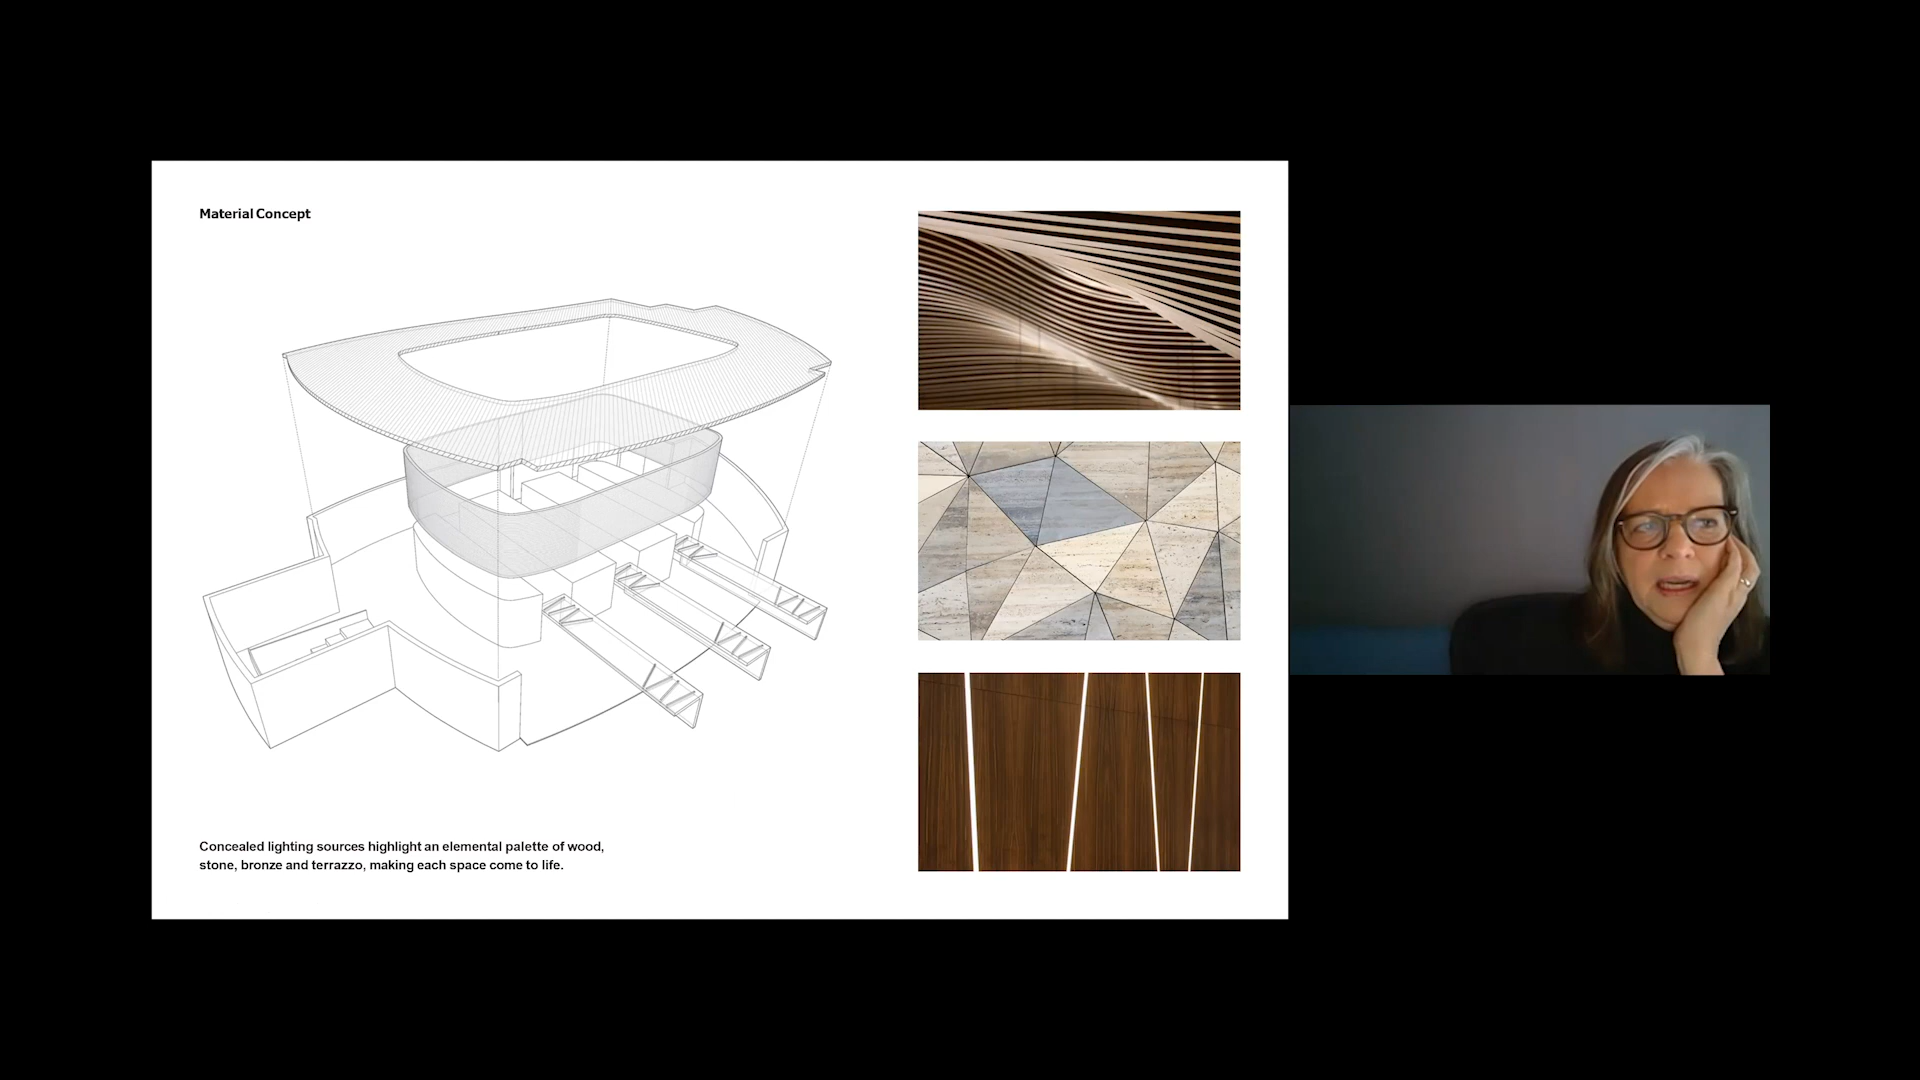 Material Concept
Concealed lighting sources highlight an elemental palette of wood,
stone, bronze and terrazzo, making each space come to life.